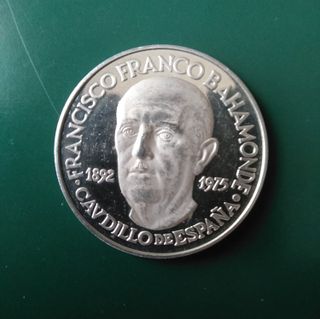 · FRANCISCO FRANCO BAHAMONDE ·
1892
1975
CAVDILLO DE ESPAÑA